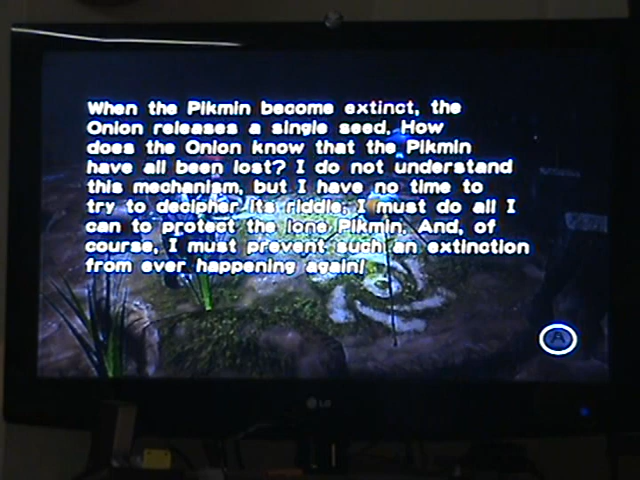 When the Pikmin become extinct, the
Onion releases a single seed. How
does the Onion know that the Pikmin
have all been lost? I do not understand
this mechanism, but I have no time to
try to decipher its riddle. I must do all I
can to protect the lone Pikmin. And, of
course, I must prevent such an extinction
from ever happening again!
A
LG